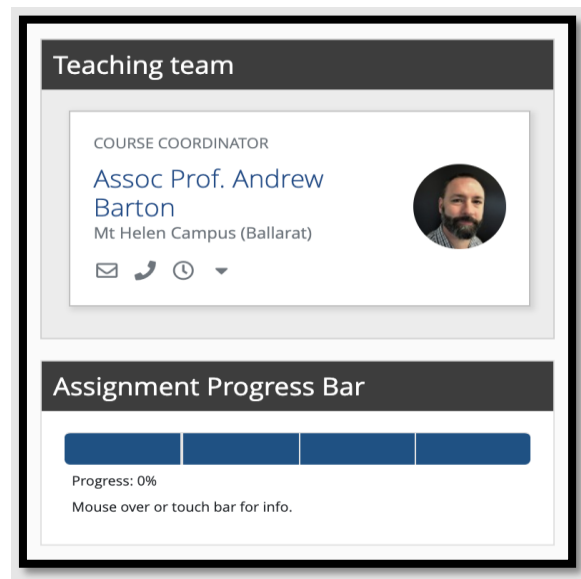 Teaching team
COURSE COORDINATOR
Assoc Prof. Andrew
Barton
Mt Helen Campus (Ballarat)
Assignment Progress Bar
Progress: 0%
Mouse over or touch bar for info.